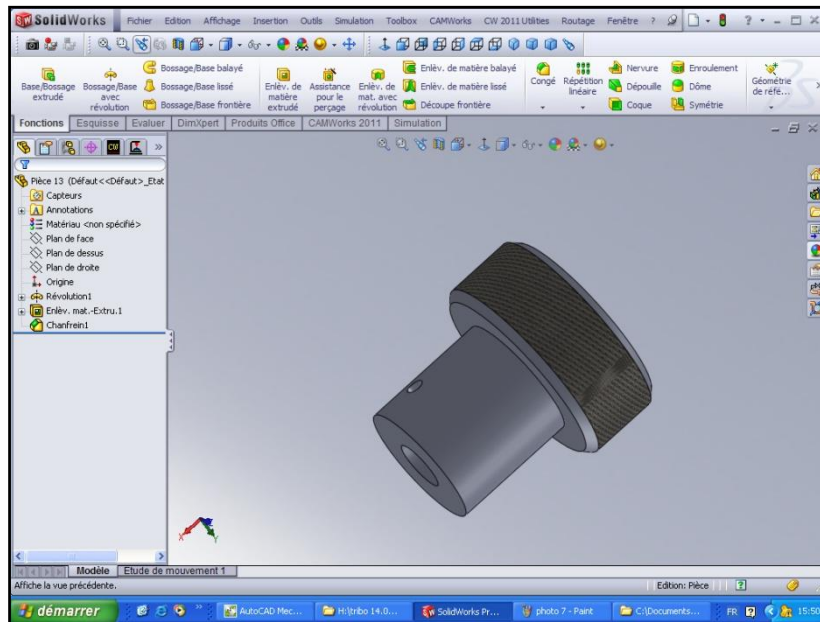 SolidWorks Fichier Edition Affichage Insertion Outils Simulation Toolbox CAMWorks CW 2011 Utilities Routage Fenêtre ?
Base/Bossage extrudé
Bossage/Base avec révolution
Bossage/Base balayé
Bossage/Base lissé
Bossage/Base frontière
Enlèv. de matière extrudé
Assistance pour le perçage
Enlèv. de mat. avec révolution
Enlèv. de matière balayé
Enlèv. de matière lissé
Découpe frontière
Congé
Répétition linéaire
Nervure
Dépouille
Coque
Enroulement
Dôme
Symétrie
Géométrie de réfé...
Fonctions Esquisse Evaluer DimXpert Produits Office CAMWorks 2011 Simulation
Pièce 13 (Défaut<<Défaut>_Etat
Capteurs
Annotations
Matériau <non spécifié>
Plan de face
Plan de dessus
Plan de droite
Origine
Révolution1
Enlèv. mat.-Extru.1
Chanfrein1
X Y
Modèle Etude de mouvement 1
Affiche la vue précédente. Edition: Pièce
démarrer AutoCAD Mec... H:\tribo 14.0... SolidWorks Pr... photo 7 - Paint C:\Documents... FR 15:50